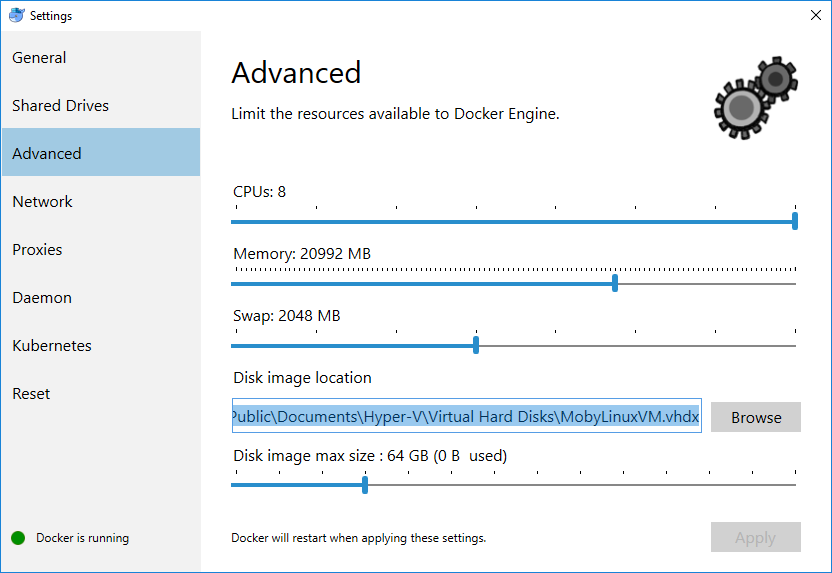 Settings
General
Shared Drives
Advanced
Network
Proxies
Daemon
Kubernetes
Reset
Docker is running
Advanced
Limit the resources available to Docker Engine.
CPUs: 8
Memory: 20992 MB
Swap: 2048 MB
Disk image location
Public\Documents\Hyper-V\Virtual Hard Disks\MobyLinuxVM.vhdx
Browse
Disk image max size : 64 GB (0 B  used)
Docker will restart when applying these settings.
Apply